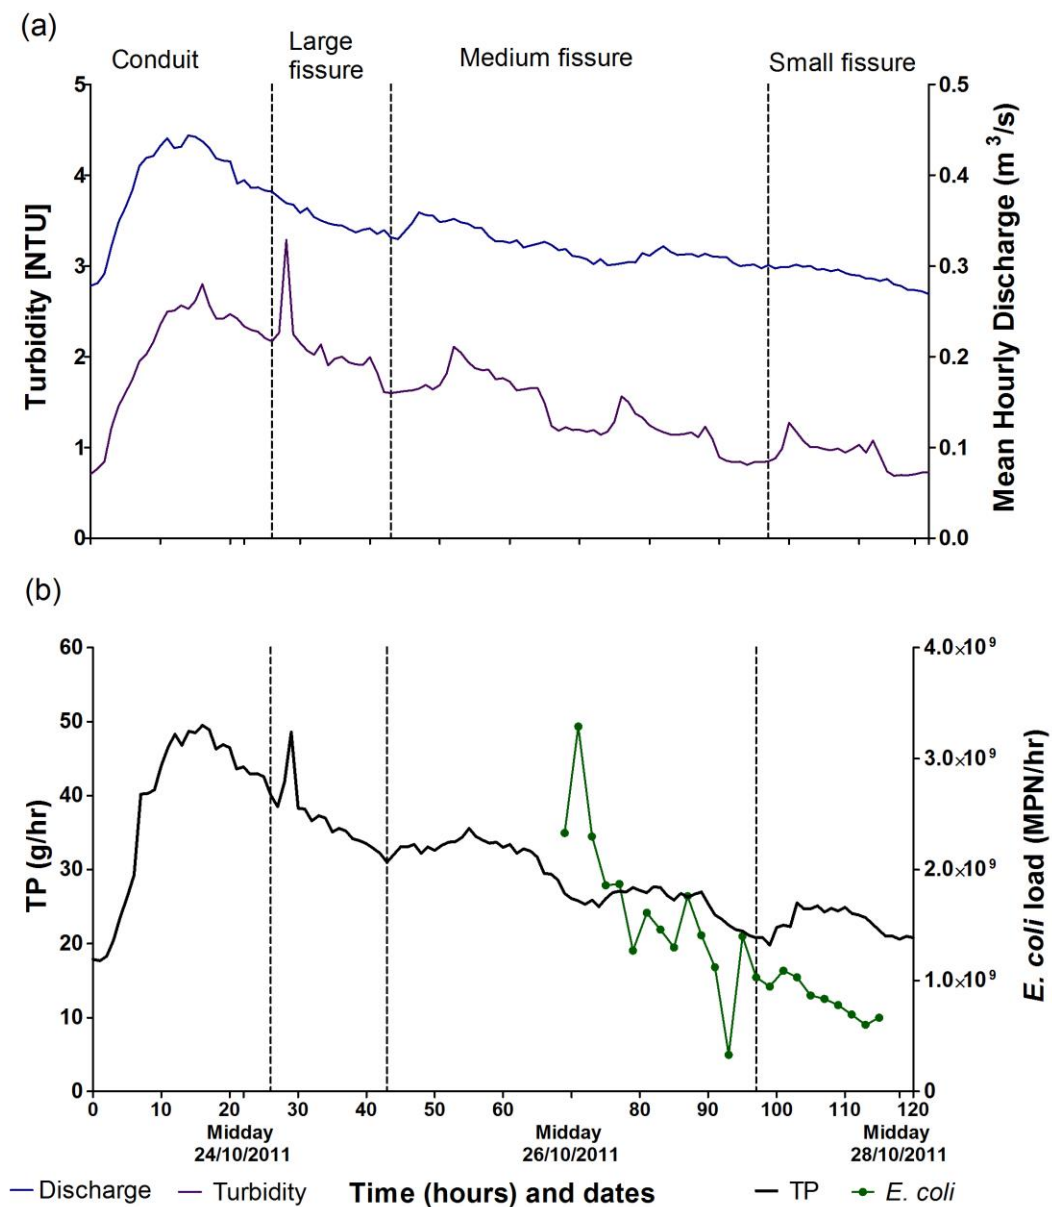 (a)
Conduit
Large
fissure
Medium fissure
Small fissure
5
4
3
2
1
0
Turbidity [NTU]
0.5
0.4
0.3
0.2
0.1
0.0
Mean Hourly Discharge (m³/s)
(b)
60
50
40
30
20
10
0
TP (g/hr)
4.0×10⁹
3.0×10⁹
2.0×10⁹
1.0×10⁹
0
E. coli load (MPN/hr)
0 10 20 30 40 50 60 80 90 100 110 120
Midday Midday Midday
24/10/2011 26/10/2011 28/10/2011
Discharge Turbidity Time (hours) and dates TP E. coli